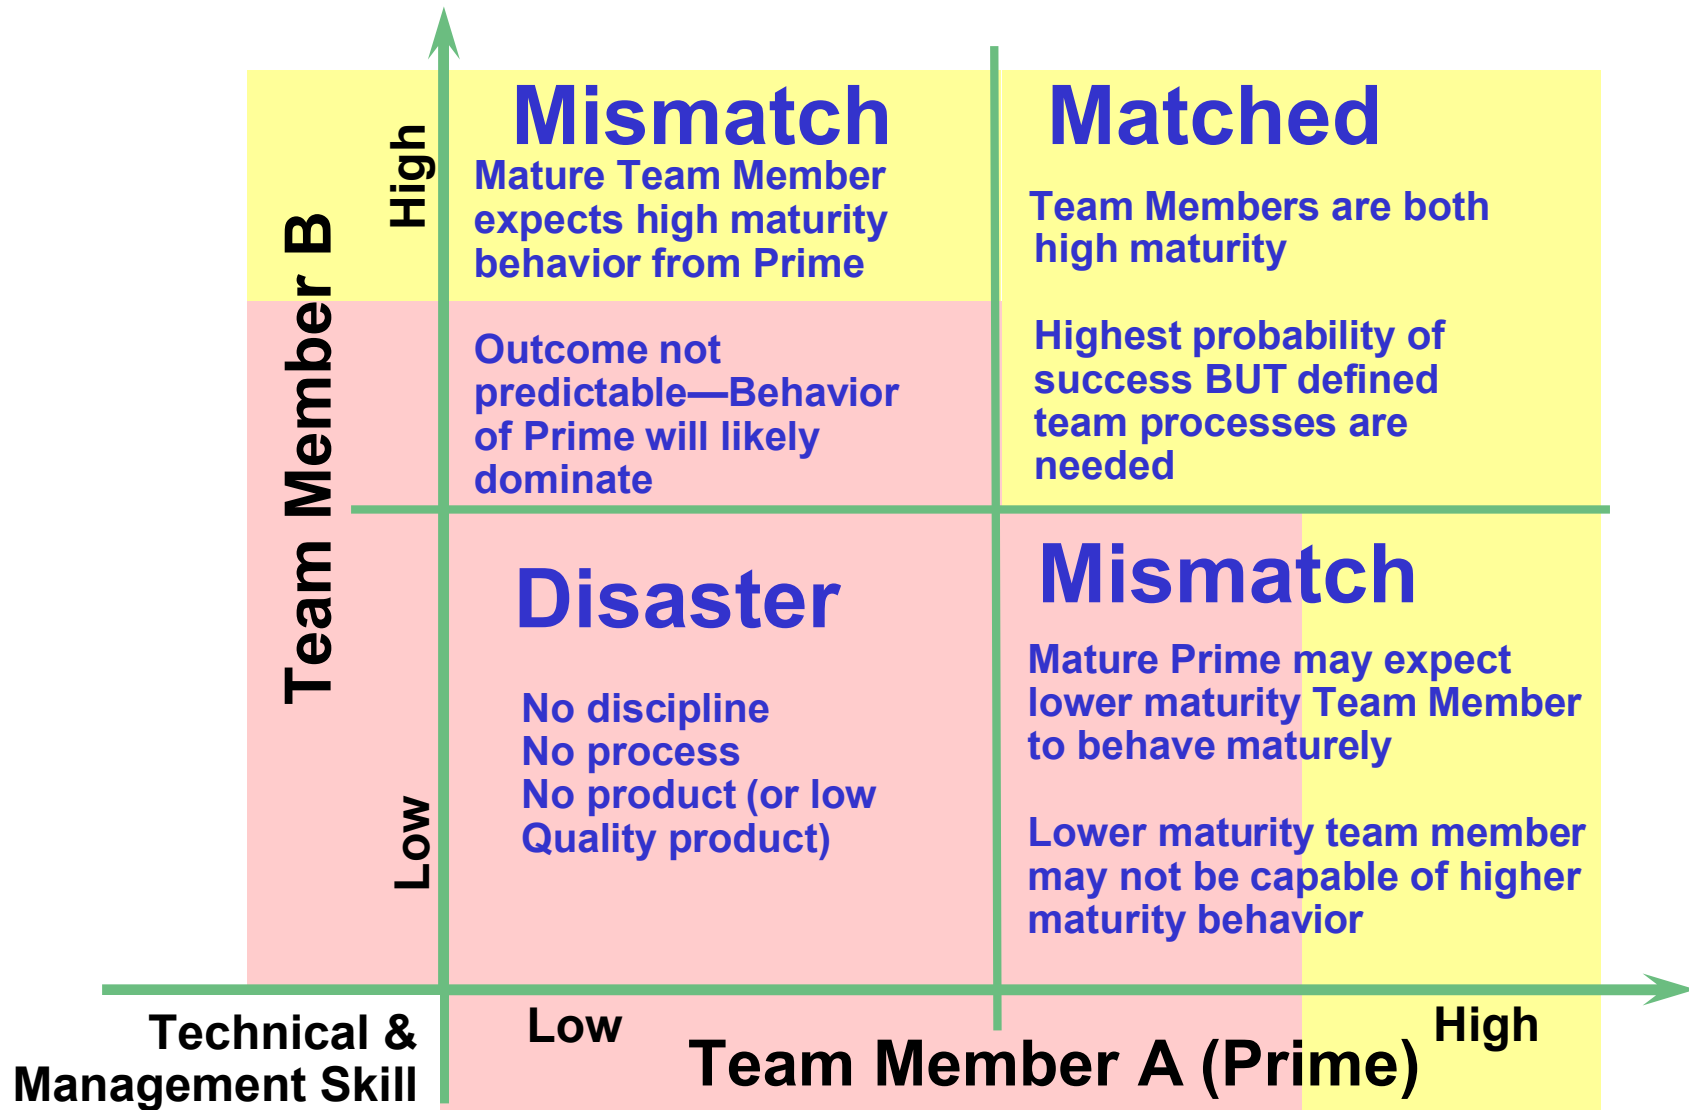 Mismatch
Mature Team Member
expects high maturity
behavior from Prime
Outcome not
predictable—Behavior
of Prime will likely
dominate
Matched
Team Members are both
high maturity
Highest probability of
success BUT defined
team processes are
needed
Disaster
No discipline
No process
No product (or low
Quality product)
Mismatch
Mature Prime may expect
lower maturity Team Member
to behave maturely
Lower maturity team member
may not be capable of higher
maturity behavior
Team Member B
High
Low
Technical &
Management Skill
Low
High
Team Member A (Prime)